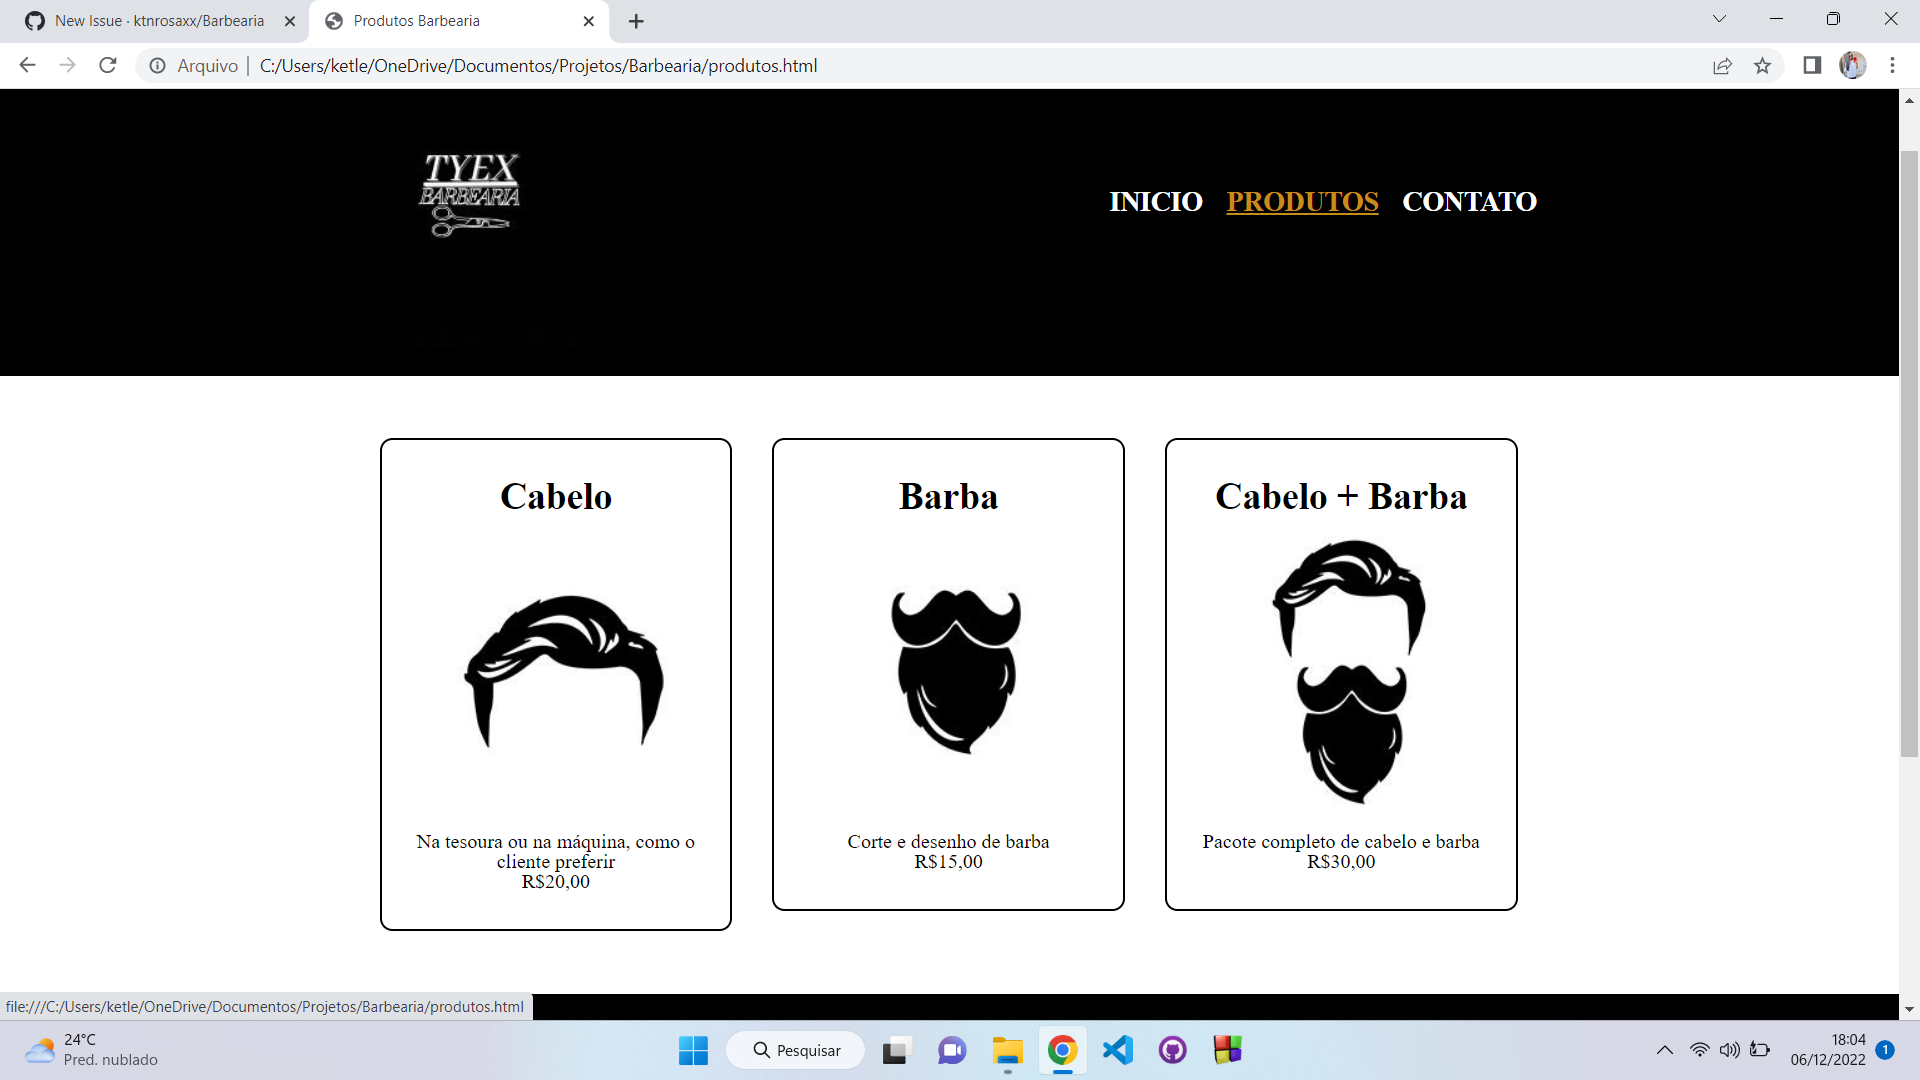 New Issue · ktnrosaxx/Barbearia
Produtos Barbearia
Arquivo
C:/Users/ketle/OneDrive/Documentos/Projetos/Barbearia/produtos.html
TYEX
BARBEARIA
INICIO PRODUTOS CONTATO
Cabelo
Na tesoura ou na máquina, como o
cliente preferir
R$20,00
Barba
Corte e desenho de barba
R$15,00
Cabelo + Barba
Pacote completo de cabelo e barba
R$30,00
file:///C:/Users/ketle/OneDrive/Documentos/Projetos/Barbearia/produtos.html
24°C
Pred. nublado
Pesquisar
18:04
06/12/2022
1